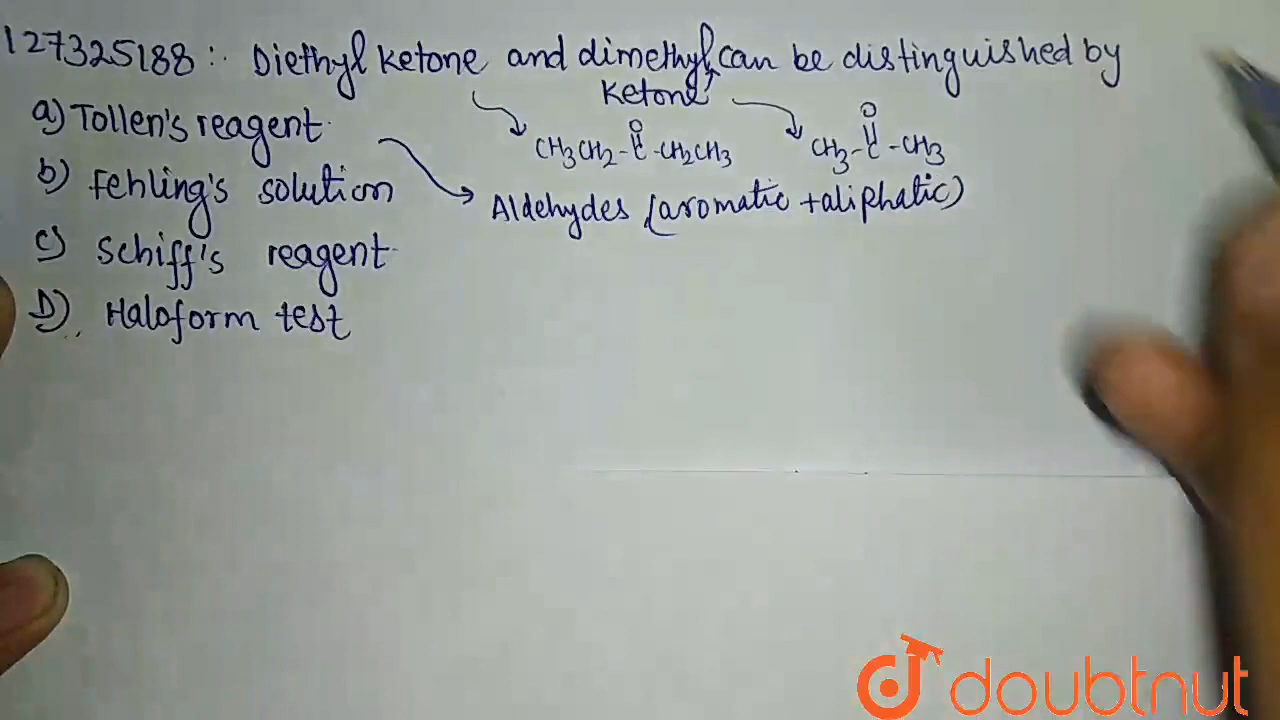 127325188 :- Diethyl Ketone and dimethyl can be distinguished by
Ketone
a) Tollen's reagent
CH3CH2-C-CH2CH3
O
CH3-C-CH3
O
b) Fehling's solution
Aldehydes (aromatic + aliphatic)
c) Schiff's reagent
D) Haloform test
doubtnut